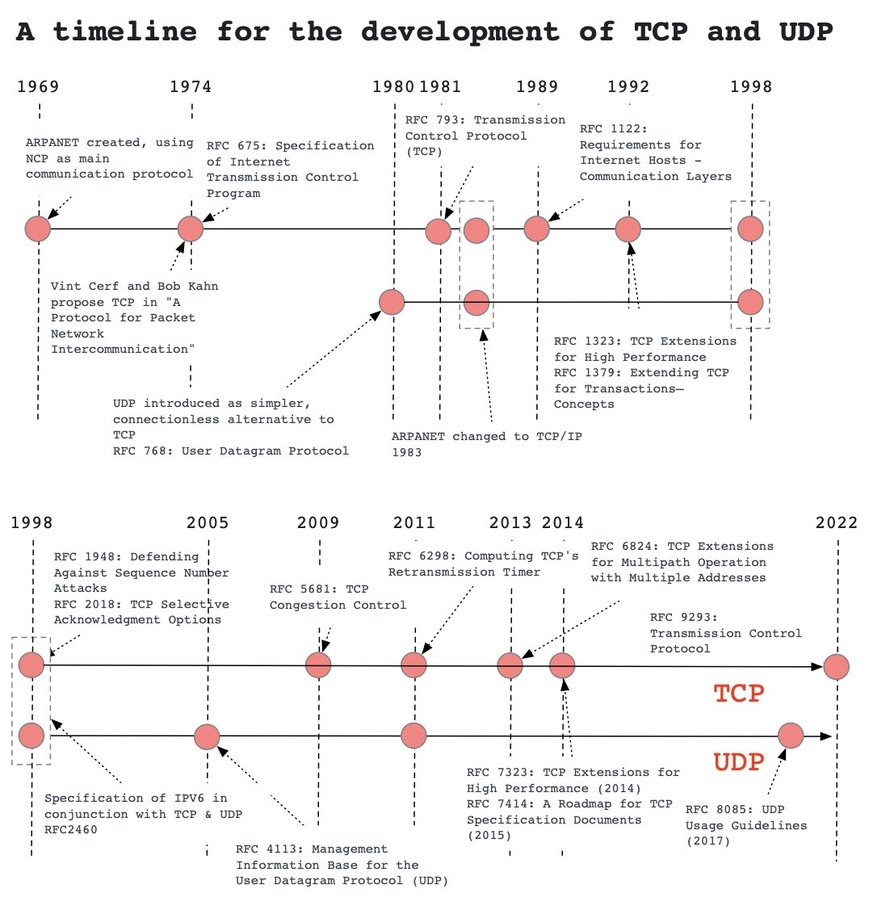 A timeline for the development of TCP and UDP
1969 1974 1980 1981 1989 1992 1998
ARPANET created, using
NCP as main
communication protocol
RFC 675: Specification
of Internet
Transmission Control
Program
RFC 793: Transmission
Control Protocol
(TCP)
RFC 1122:
Requirements for
Internet Hosts -
Communication Layers
Vint Cerf and Bob Kahn
propose TCP in "A
Protocol for Packet
Network
Intercommunication"
UDP introduced as simpler,
connectionless alternative to
TCP
RFC 768: User Datagram Protocol
ARPANET changed to TCP/IP
1983
RFC 1323: TCP Extensions
for High Performance
RFC 1379: Extending TCP
for Transactions—
Concepts
1998 2005 2009 2011 2013 2014 2022
RFC 1948: Defending
Against Sequence Number
Attacks
RFC 2018: TCP Selective
Acknowledgment Options
RFC 5681: TCP
Congestion Control
RFC 6298: Computing TCP's
Retransmission Timer
RFC 6824: TCP Extensions
for Multipath Operation
with Multiple Addresses
RFC 9293:
Transmission Control
Protocol
TCP
UDP
Specification of IPV6 in
conjunction with TCP & UDP
RFC2460
RFC 4113: Management
Information Base for the
User Datagram Protocol (UDP)
RFC 7323: TCP Extensions for
High Performance (2014)
RFC 7414: A Roadmap for TCP
Specification Documents
(2015)
RFC 8085: UDP
Usage Guidelines
(2017)